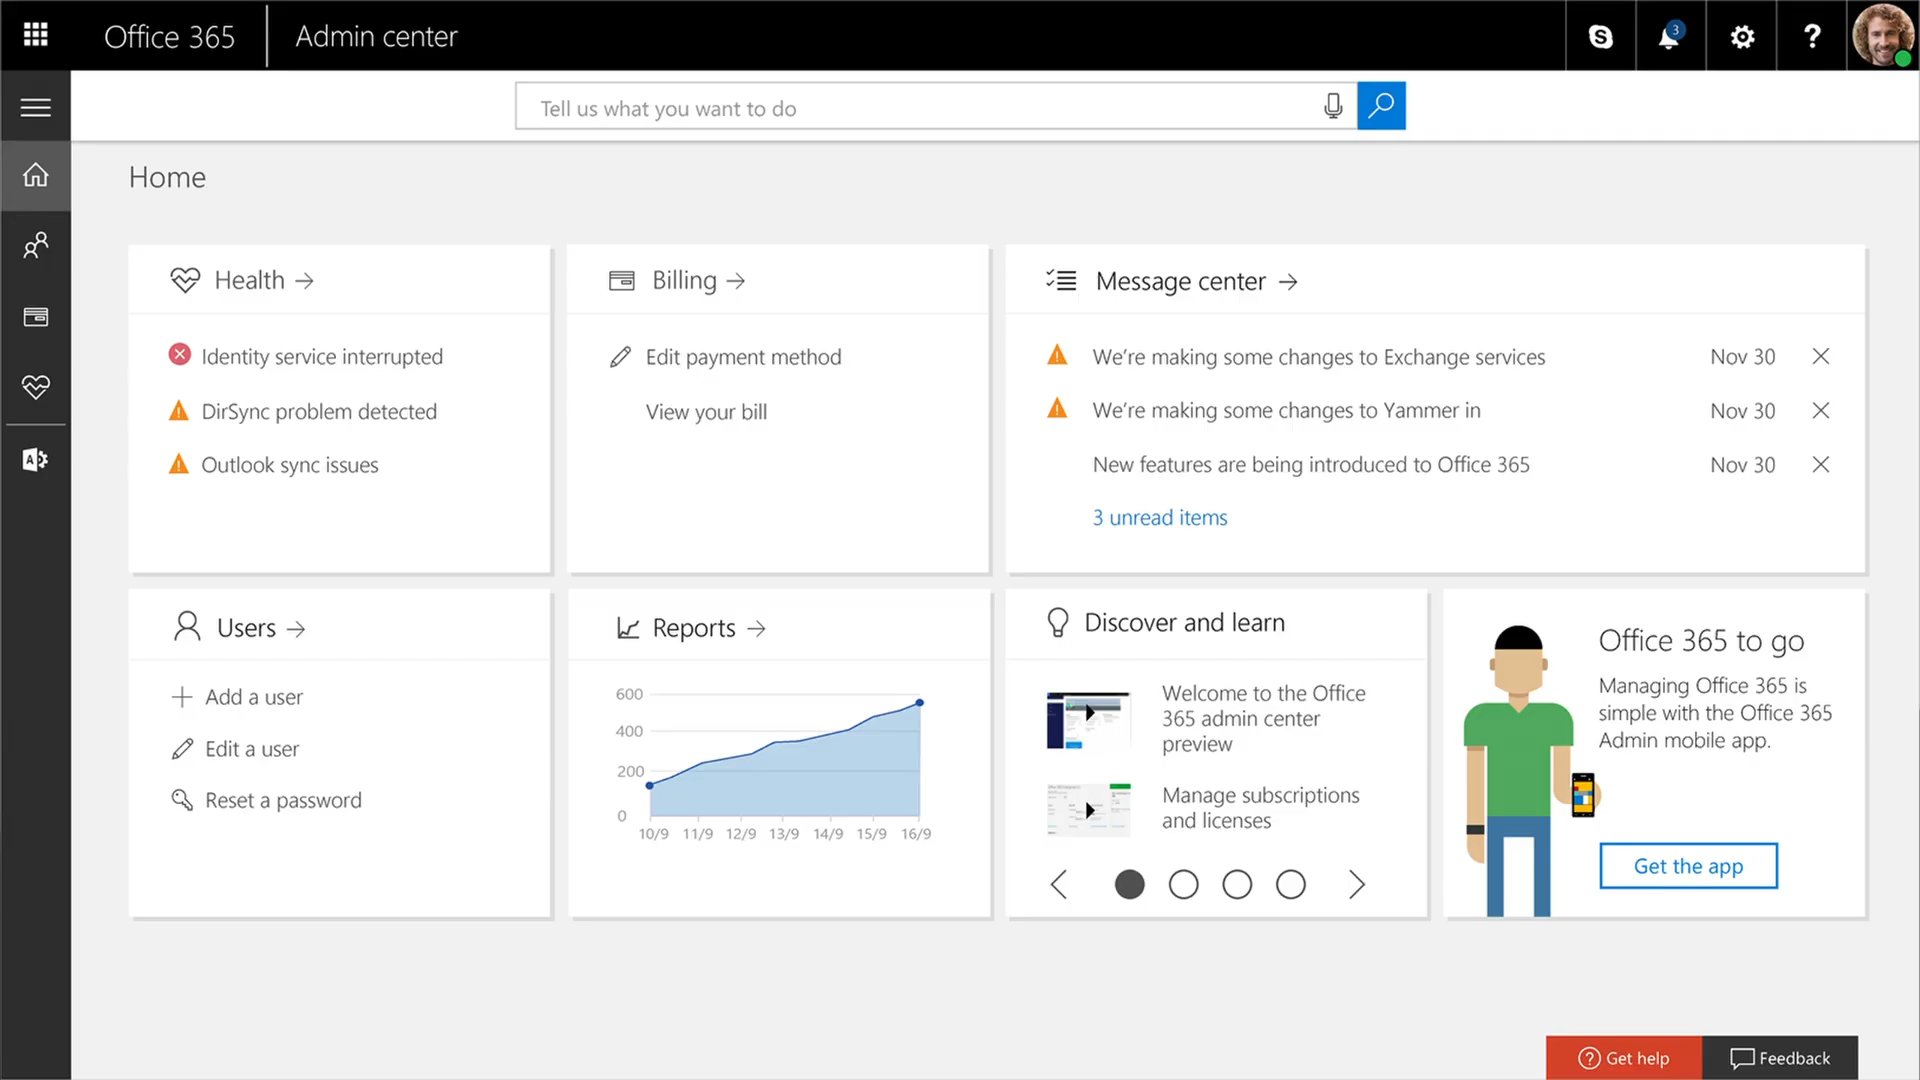 Office 365
Admin center
3
?
Tell us what you want to do
Home
Health
Identity service interrupted
DirSync problem detected
Outlook sync issues
Billing
Edit payment method
View your bill
Message center
We’re making some changes to Exchange services Nov 30
We’re making some changes to Yammer in Nov 30
New features are being introduced to Office 365 Nov 30
3 unread items
Users
Add a user
Edit a user
Reset a password
Reports
600
400
200
0
10/9 11/9 12/9 13/9 14/9 15/9 16/9
Discover and learn
Welcome to the Office
365 admin center
preview
Manage subscriptions
and licenses
Office 365 to go
Managing Office 365 is
simple with the Office 365
Admin mobile app.
Get the app
Get help
Feedback